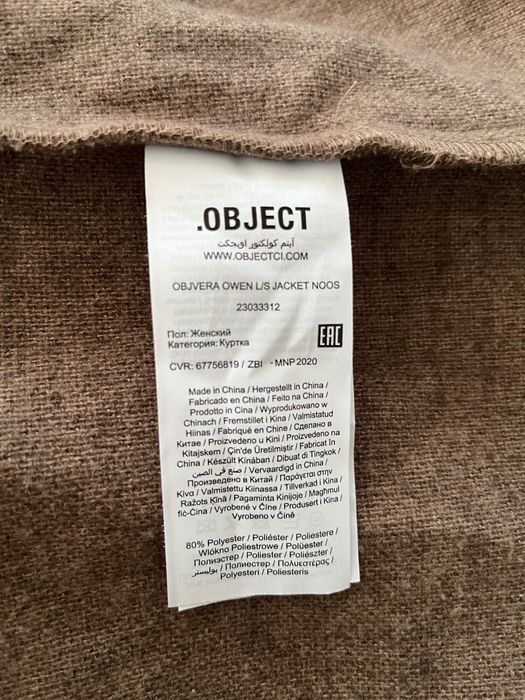 .OBJECT
آيتم كولكتورز اوبجكت
WWW.OBJECTCI.COM
OBJVERA OWEN L/S JACKET NOOS
23033312
Пол: Женский
Категория: Куртка
EAC
CVR: 67756819 / ZBI - MNP2020
Made in China / Hergestellt in China /
Fabricado en China / Feito na China /
Prodotto in Cina / Wyprodukowano w
Chinach / Fremstillet i Kina / Valmistatud
Hiinas / Fabriqué en Chine / Сделано в
Китае / Proizvedeno u Kini / Proizvedeno na
Kitajskem / Çin'de Üretilmiştir / Fabricat în
China / Készült Kínában / Dibuat di Tingkok /
صنع في الصين / Vervaardigd in China /
Произведено в Китай / Παράγεται στην
Κίνα / Valmistettu Kiinassa / Tillverkad i Kina /
Ražots Ķīnā / Pagaminta Kinijoje / Magħmul
fiċ-Ċina / Vyrobené v Číne / Produsert i Kina /
Vyrobeno v Číně
80% Polyester / Poliéster / Poliestere /
Włókno Poliestrowe / Polüester /
Полиэстер / Poliester / Poliészter /
بوليستر / Полиестер / Πολυεστέρας /
Polyesteri / Poliesteris